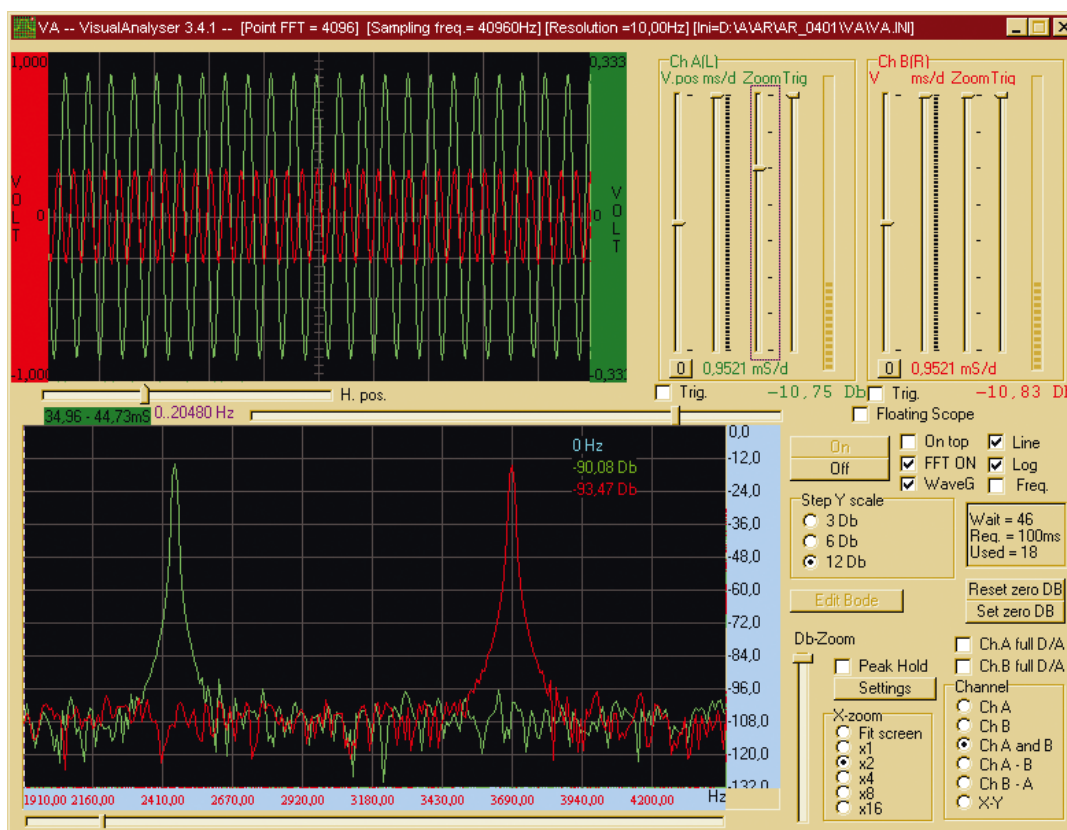 VA -- VisualAnalyser 3.4.1 -- [Point FFT = 4096] [Sampling freq.= 40960Hz] [Resolution =10,00Hz] [Ini=D:\A\AR\AR_0401\VA\VA.INI]
1,000
0,333
VOLT
0
0
VOLT
-1,000
-0,333
H. pos.
34,96 - 44,73mS
0..20480 Hz
Ch A(L)
V.pos ms/d Zoom Trig
0
0,9521 mS/d
Trig.
-10,75 Db
Ch B(R)
V ms/d Zoom Trig
0
0,9521 mS/d
Trig.
-10,83 Db
Floating Scope
0 Hz
-90,08 Db
-93,47 Db
0,0
-12,0
-24,0
-36,0
-48,0
-60,0
-72,0
-84,0
-96,0
-108,0
-120,0
-132,0
1910,00 2160,00 2410,00 2670,00 2920,00 3180,00 3430,00 3690,00 3940,00 4200,00 Hz
On
Off
On top
Line
FFT ON
Log
WaveG
Freq.
Step Y scale
3 Db
6 Db
12 Db
Wait = 46
Req. = 100ms
Used = 18
Edit Bode
Reset zero DB
Set zero DB
Db-Zoom
Peak Hold
Settings
Ch.A full D/A
Ch.B full D/A
X-zoom
Fit screen
x1
x2
x4
x8
x16
Channel
Ch A
Ch B
Ch A and B
Ch A - B
Ch B - A
X-Y